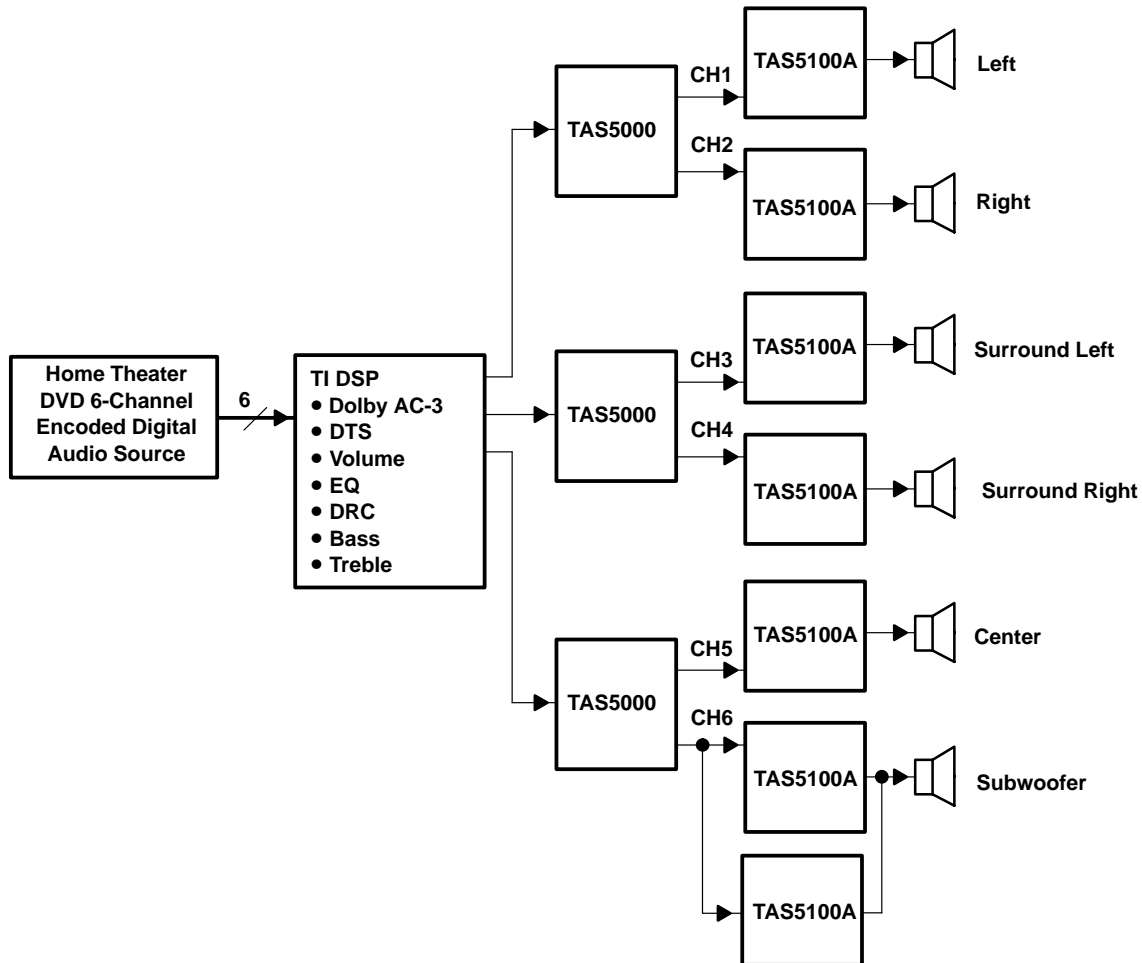 Home Theater
DVD 6-Channel
Encoded Digital
Audio Source
6
TI DSP
● Dolby AC-3
● DTS
● Volume
● EQ
● DRC
● Bass
● Treble
TAS5000
CH1
CH2
TAS5100A
Left
TAS5100A
Right
TAS5000
CH3
CH4
TAS5100A
Surround Left
TAS5100A
Surround Right
TAS5000
CH5
CH6
TAS5100A
Center
TAS5100A
Subwoofer
TAS5100A